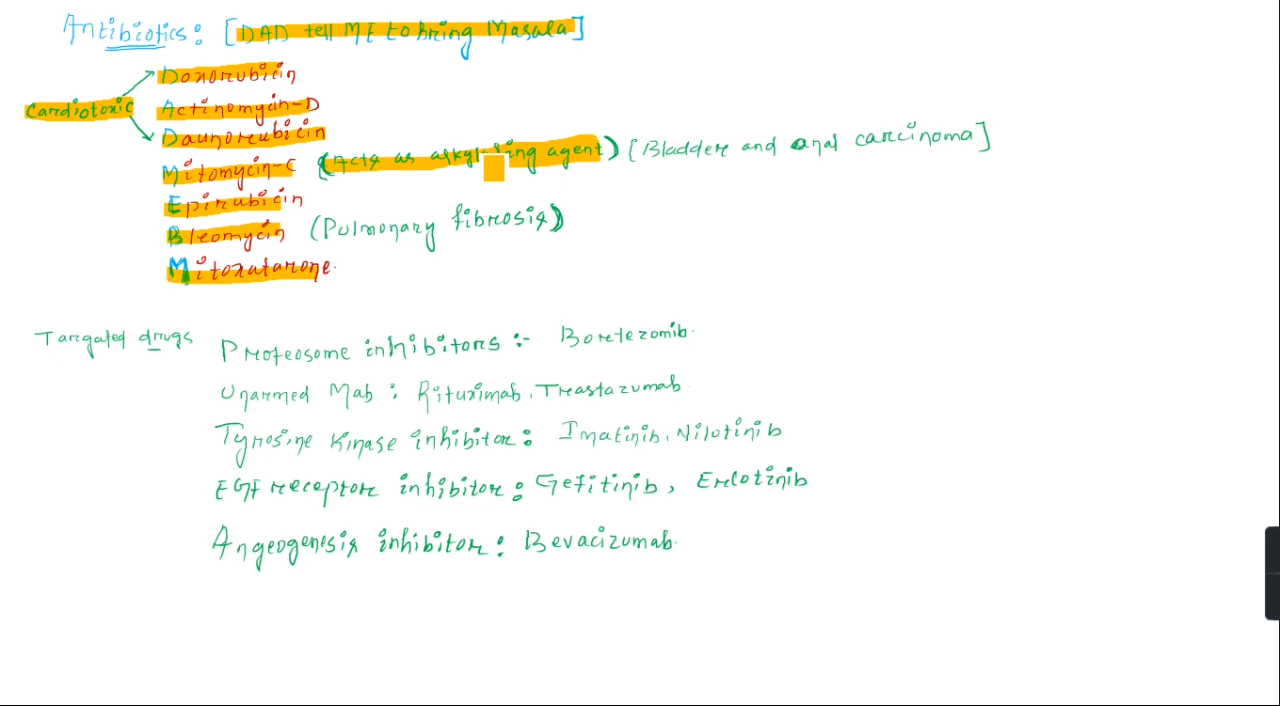 Antibiotics: [DAD tell ME to bring Masala]
Doxorubicin
Cardiotoxic
Actinomycin-D
Daunorubicin
Mitomycin-C (Acts as alkylating agent) [Bladder and anal carcinoma]
Epirubicin
Bleomycin (Pulmonary fibrosis)
Mitoxatarone.
Targated drugs
Proteosome inhibitors :- Bortezomib.
Unarmed Mab : Rituximab, Trastazumab
Tyrosine Kinase inhibitor : Imatinib, Nilotinib
EGF receptor inhibitor : Gefitinib, Erlotinib
Angeogenesis inhibitor : Bevacizumab.